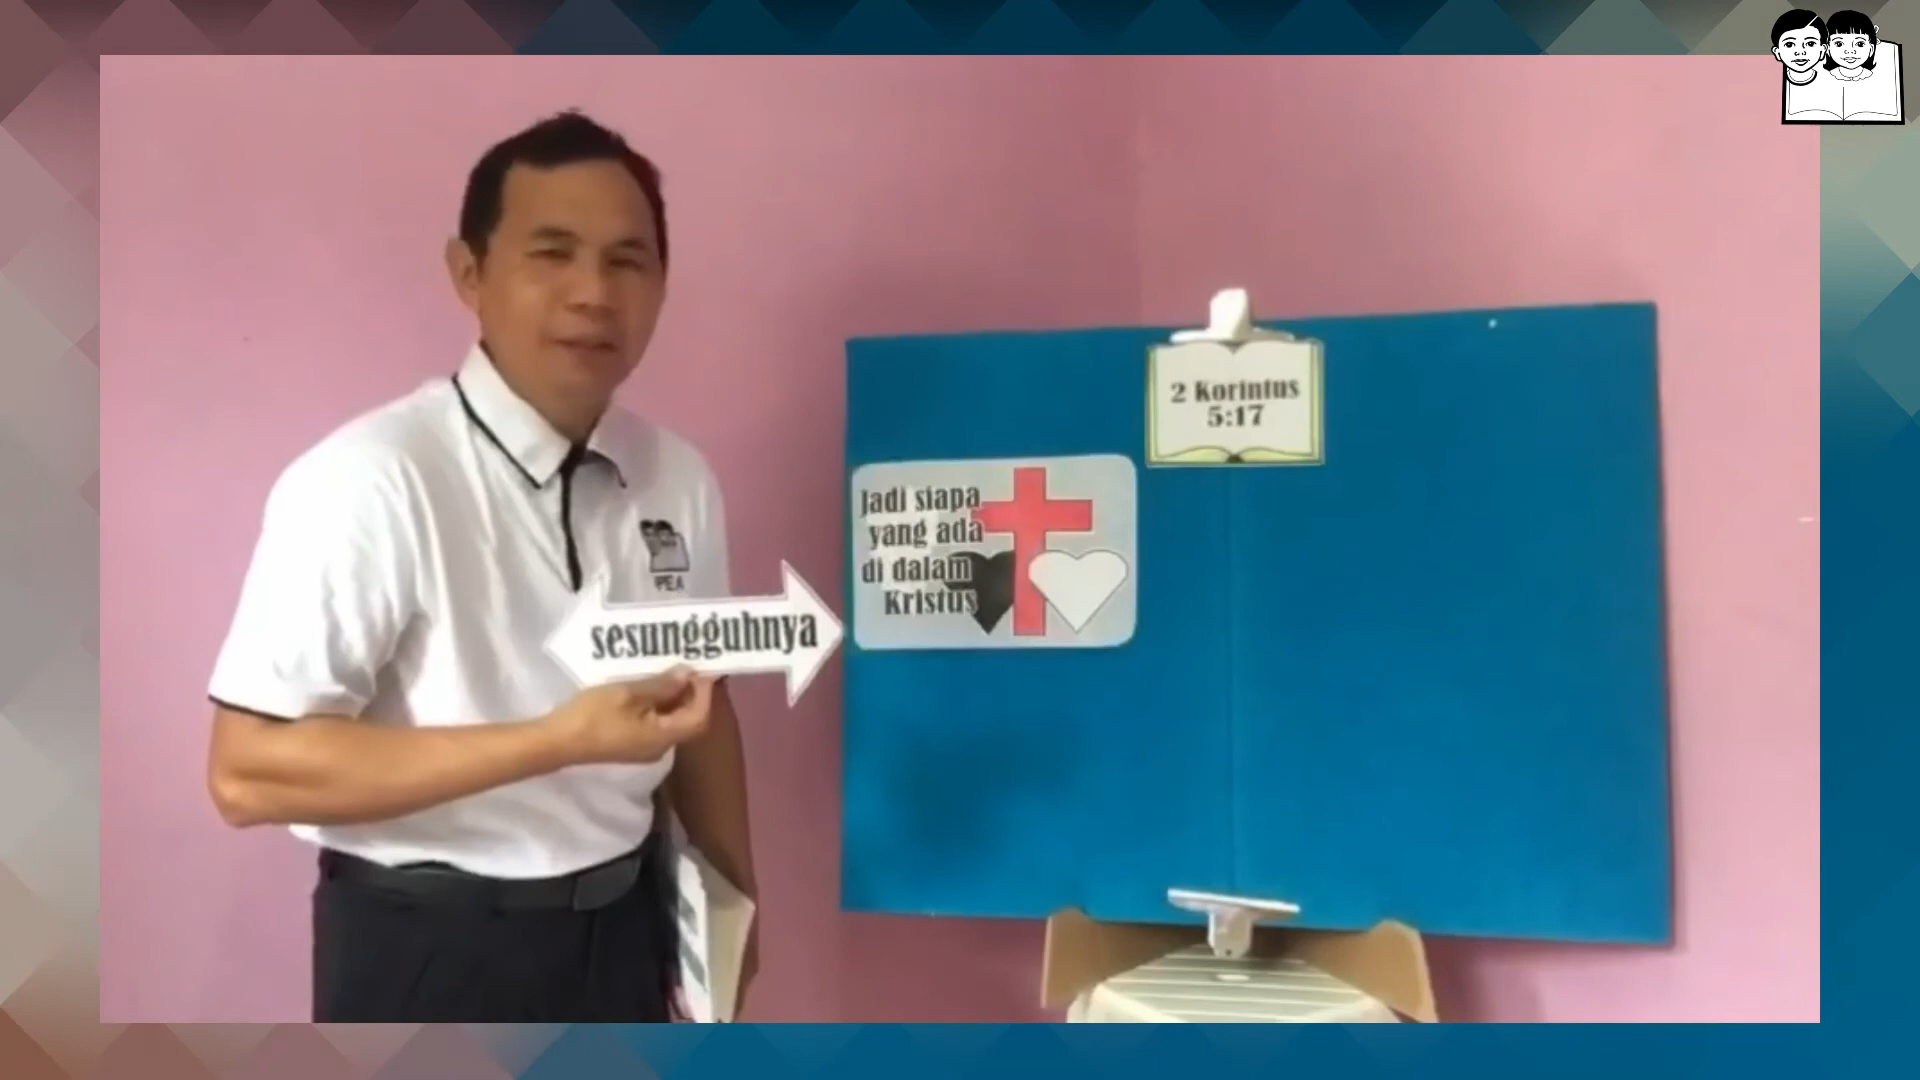 2 Korintus
5:17
Jadi siapa
yang ada
di dalam
Kristus
sesungguhnya
PEA